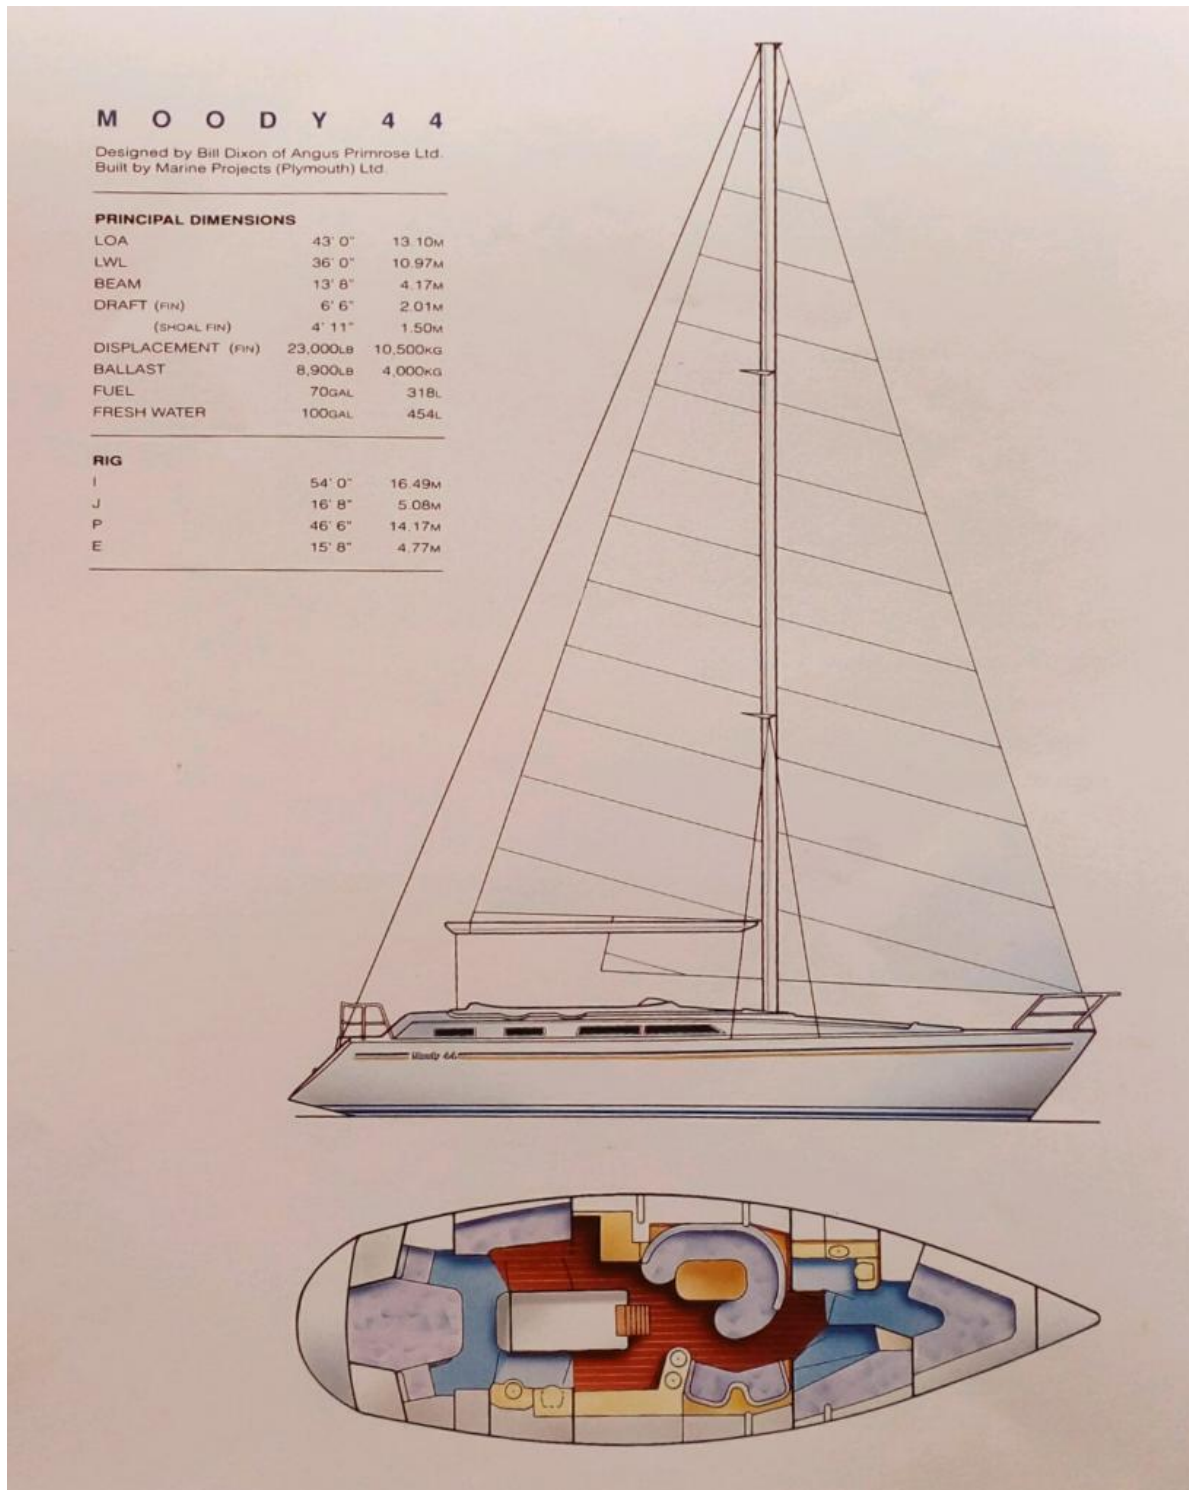 MOODY 44
Designed by Bill Dixon of Angus Primrose Ltd.
Built by Marine Projects (Plymouth) Ltd.
PRINCIPAL DIMENSIONS
LOA 43' 0" 13.10M
LWL 36' 0" 10.97M
BEAM 13' 8" 4.17M
DRAFT (FIN) 6' 6" 2.01M
(SHOAL FIN) 4' 11" 1.50M
DISPLACEMENT (FIN) 23,000LB 10,500KG
BALLAST 8,900LB 4,000KG
FUEL 70GAL 318L
FRESH WATER 100GAL 454L
RIG
I 54' 0" 16.49M
J 16' 8" 5.08M
P 46' 6" 14.17M
E 15' 8" 4.77M
Moody 44